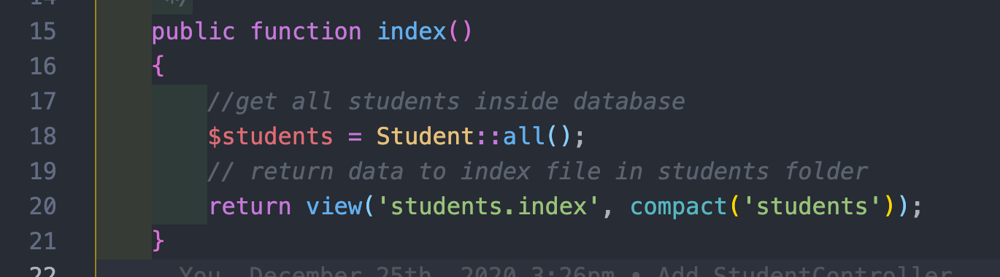 14 */
15 public function index()
16 {
17 //get all students inside database
18 $students = Student::all();
19 // return data to index file in students folder
20 return view('students.index', compact('students'));
21 }
22 You, December 25th, 2020 3:26pm • Add StudentController